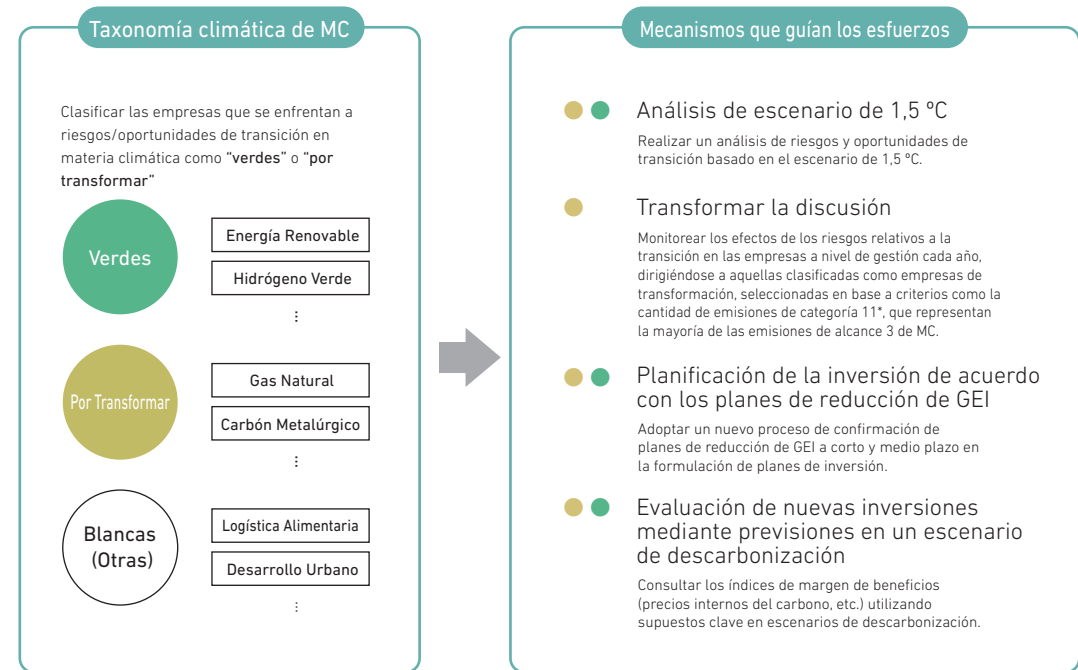 Taxonomía climática de MC
Clasificar las empresas que se enfrentan a
riesgos/oportunidades de transición en
materia climática como “verdes” o “por
transformar”
Verdes
Energía Renovable
Hidrógeno Verde
⋮
Por Transformar
Gas Natural
Carbón Metalúrgico
⋮
Blancas
(Otras)
Logística Alimentaria
Desarrollo Urbano
⋮
Mecanismos que guían los esfuerzos
Análisis de escenario de 1,5 ºC
Realizar un análisis de riesgos y oportunidades de
transición basado en el escenario de 1,5 ºC.
Transformar la discusión
Monitorear los efectos de los riesgos relativos a la
transición en las empresas a nivel de gestión cada año,
dirigiéndose a aquellas clasificadas como empresas de
transformación, seleccionadas en base a criterios como la
cantidad de emisiones de categoría 11*, que representan
la mayoría de las emisiones de alcance 3 de MC.
Planificación de la inversión de acuerdo
con los planes de reducción de GEI
Adoptar un nuevo proceso de confirmación de
planes de reducción de GEI a corto y medio plazo en
la formulación de planes de inversión.
Evaluación de nuevas inversiones
mediante previsiones en un escenario
de descarbonización
Consultar los índices de margen de beneficios
(precios internos del carbono, etc.) utilizando
supuestos clave en escenarios de descarbonización.